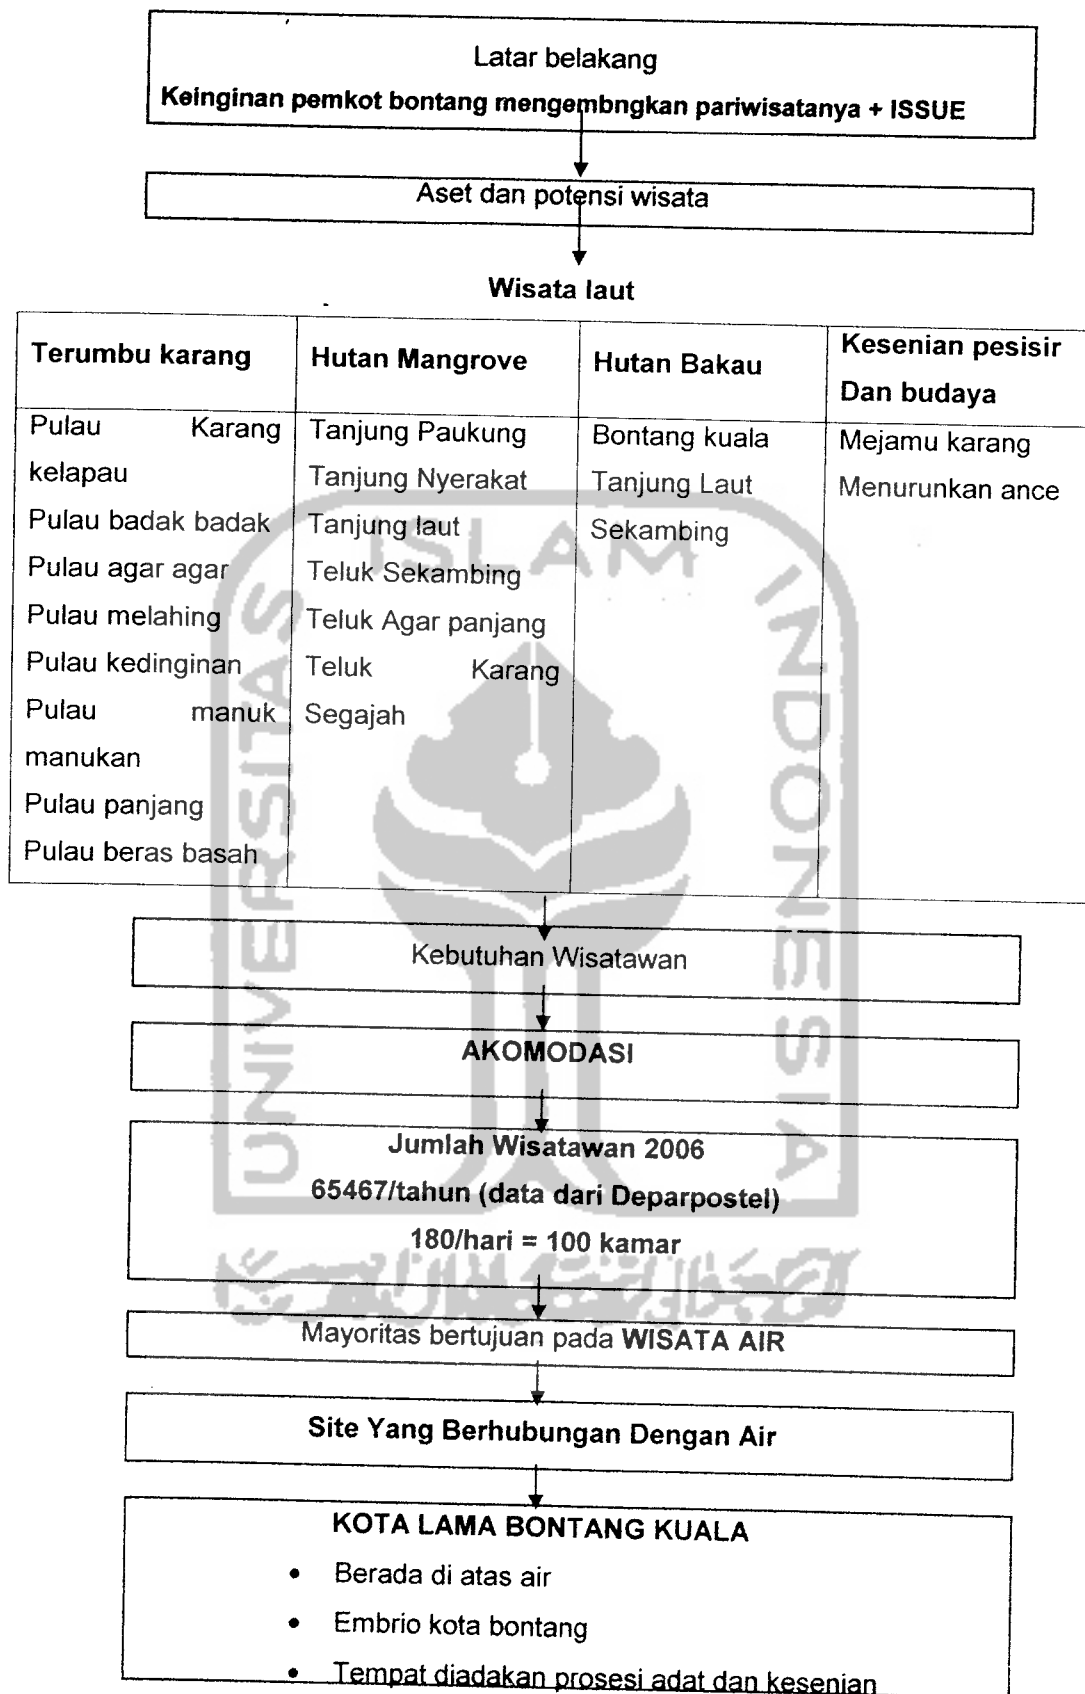 Latar belakang
Keinginan pemkot bontang mengembngkan pariwisatanya + ISSUE
Aset dan potensi wisata
Wisata laut
Terumbu karang
Pulau Karang
kelapau
Pulau badak badak
Pulau agar agar
Pulau melahing
Pulau kedinginan
Pulau manuk
manukan
Pulau panjang
Pulau beras basah
Hutan Mangrove
Tanjung Paukung
Tanjung Nyerakat
Tanjung laut
Teluk Sekambing
Teluk Agar panjang
Teluk Karang
Segajah
Hutan Bakau
Bontang kuala
Tanjung Laut
Sekambing
Kesenian pesisir
Dan budaya
Mejamu karang
Menurunkan ance
Kebutuhan Wisatawan
AKOMODASI
Jumlah Wisatawan 2006
65467/tahun (data dari Deparpostel)
180/hari = 100 kamar
Mayoritas bertujuan pada WISATA AIR
Site Yang Berhubungan Dengan Air
KOTA LAMA BONTANG KUALA
• Berada di atas air
• Embrio kota bontang
• Tempat diadakan prosesi adat dan kesenian
UNIVERSITAS
ISLAM
INDONESIA